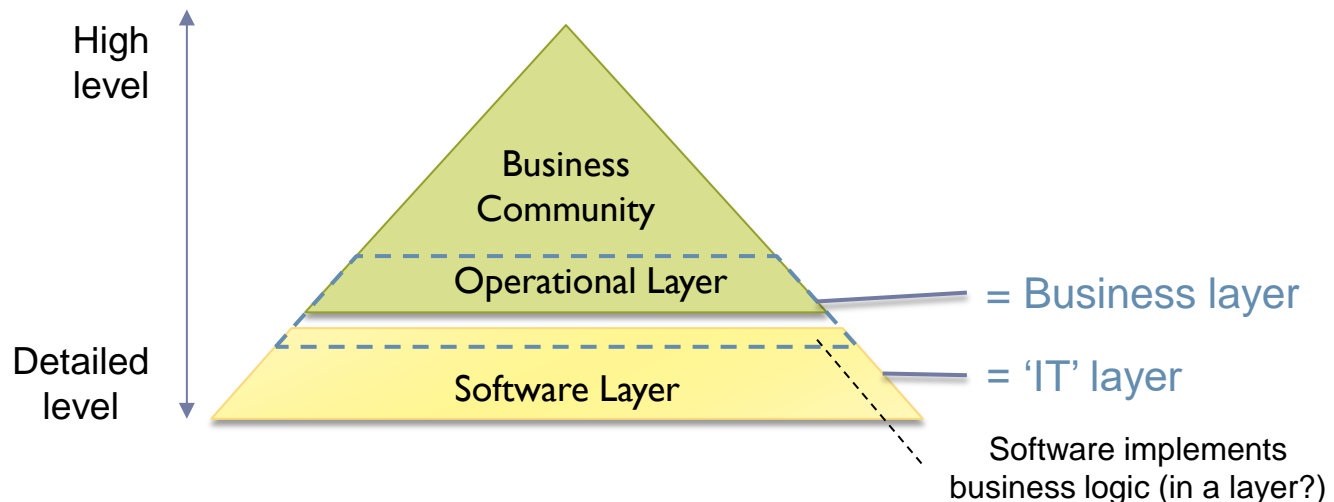 High
level
Business
Community
Operational Layer
= Business layer
Detailed
level
Software Layer
= ‘IT’ layer
Software implements
business logic (in a layer?)